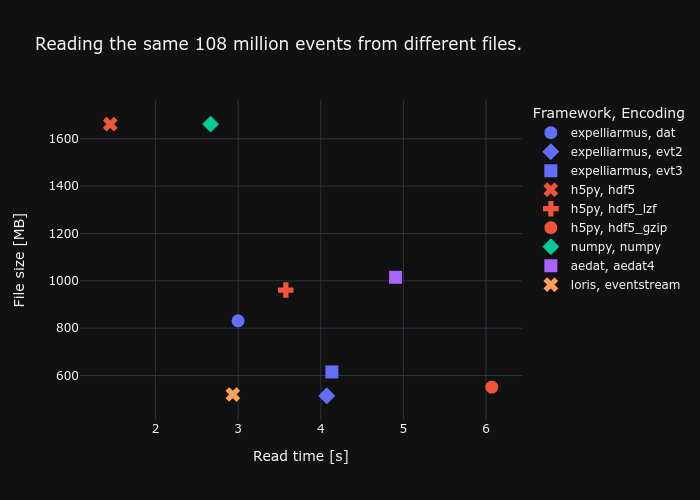 Reading the same 108 million events from different files.
Framework, Encoding
expelliarmus, dat
expelliarmus, evt2
expelliarmus, evt3
h5py, hdf5
h5py, hdf5_lzf
h5py, hdf5_gzip
numpy, numpy
aedat, aedat4
loris, eventstream
File size [MB]
1600
1400
1200
1000
800
600
2 3 4 5 6
Read time [s]